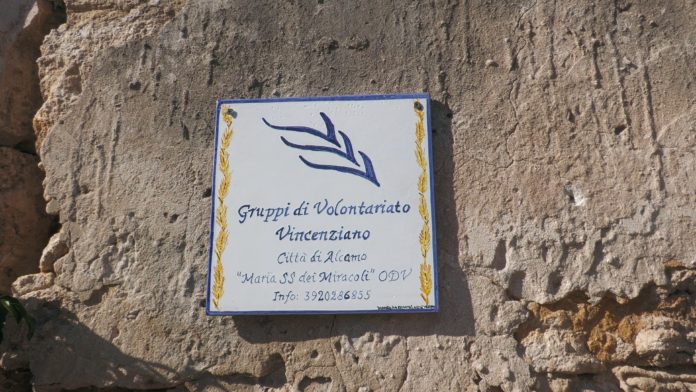 Gruppi di Volontariato
Vincenziano
Città di Alcamo
"Maria SS dei Miracoli" ODV
Info: 3920286855